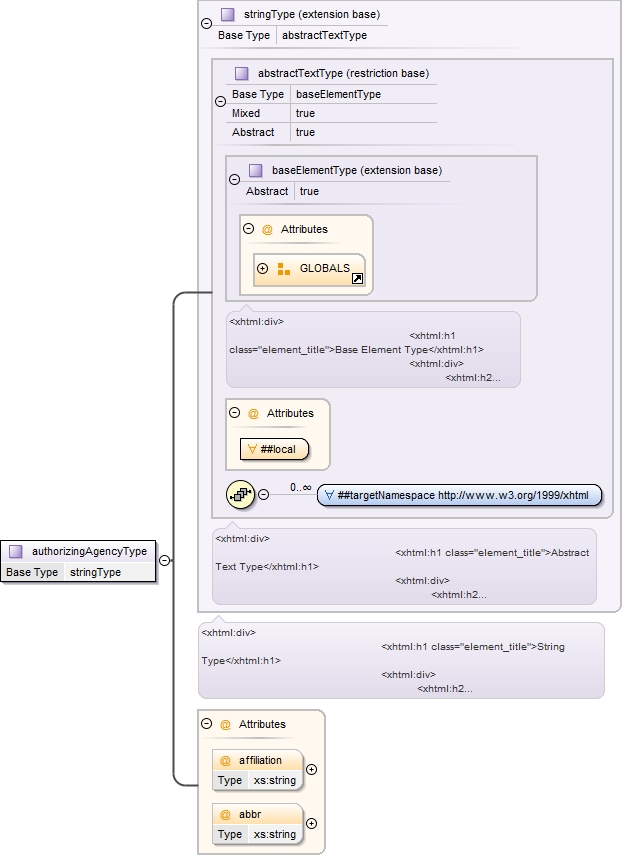 stringType (extension base)
Base Type abstractTextType
abstractTextType (restriction base)
Base Type baseElementType
Mixed true
Abstract true
baseElementType (extension base)
Abstract true
@ Attributes
GLOBALS
<xhtml:div>
<xhtml:h1
class="element_title">Base Element Type</xhtml:h1>
<xhtml:div>
<xhtml:h2...
@ Attributes
∀ ##local
0..∞ ∀ ##targetNamespace http://www.w3.org/1999/xhtml
<xhtml:div>
<xhtml:h1 class="element_title">Abstract
Text Type</xhtml:h1>
<xhtml:div>
<xhtml:h2...
authorizingAgencyType
Base Type stringType
<xhtml:div>
<xhtml:h1 class="element_title">String
Type</xhtml:h1>
<xhtml:div>
<xhtml:h2...
@ Attributes
@ affiliation
Type xs:string
@ abbr
Type xs:string